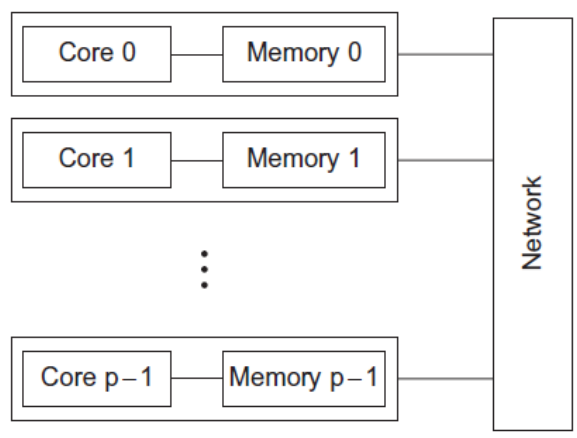 Core 0
Memory 0
Core 1
Memory 1
Core p−1
Memory p−1
Network